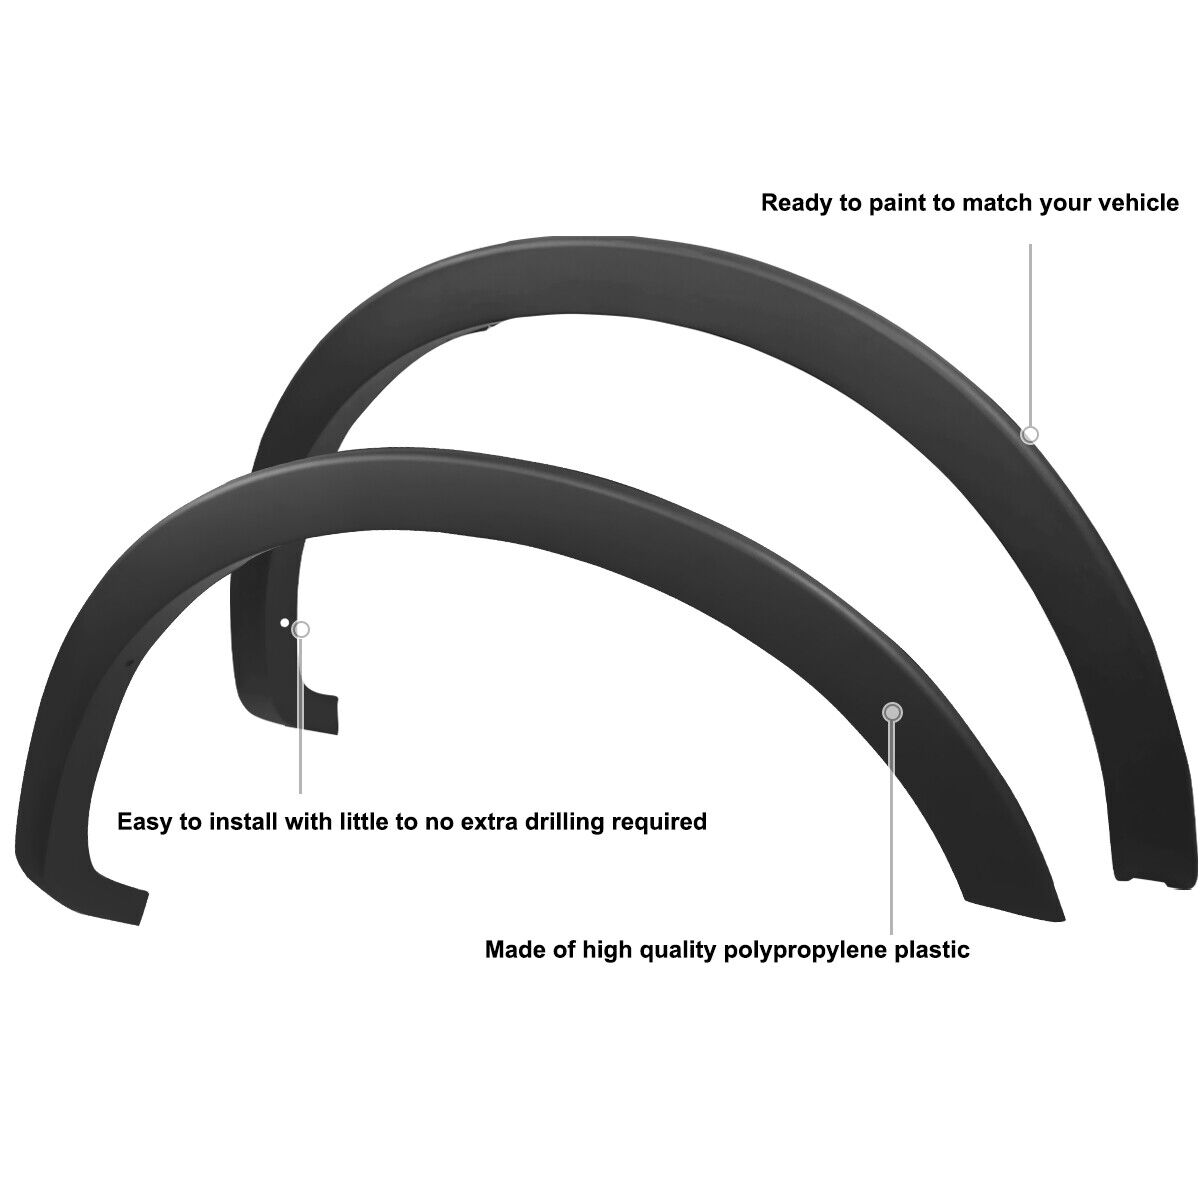 Ready to paint to match your vehicle
Easy to install with little to no extra drilling required
Made of high quality polypropylene plastic